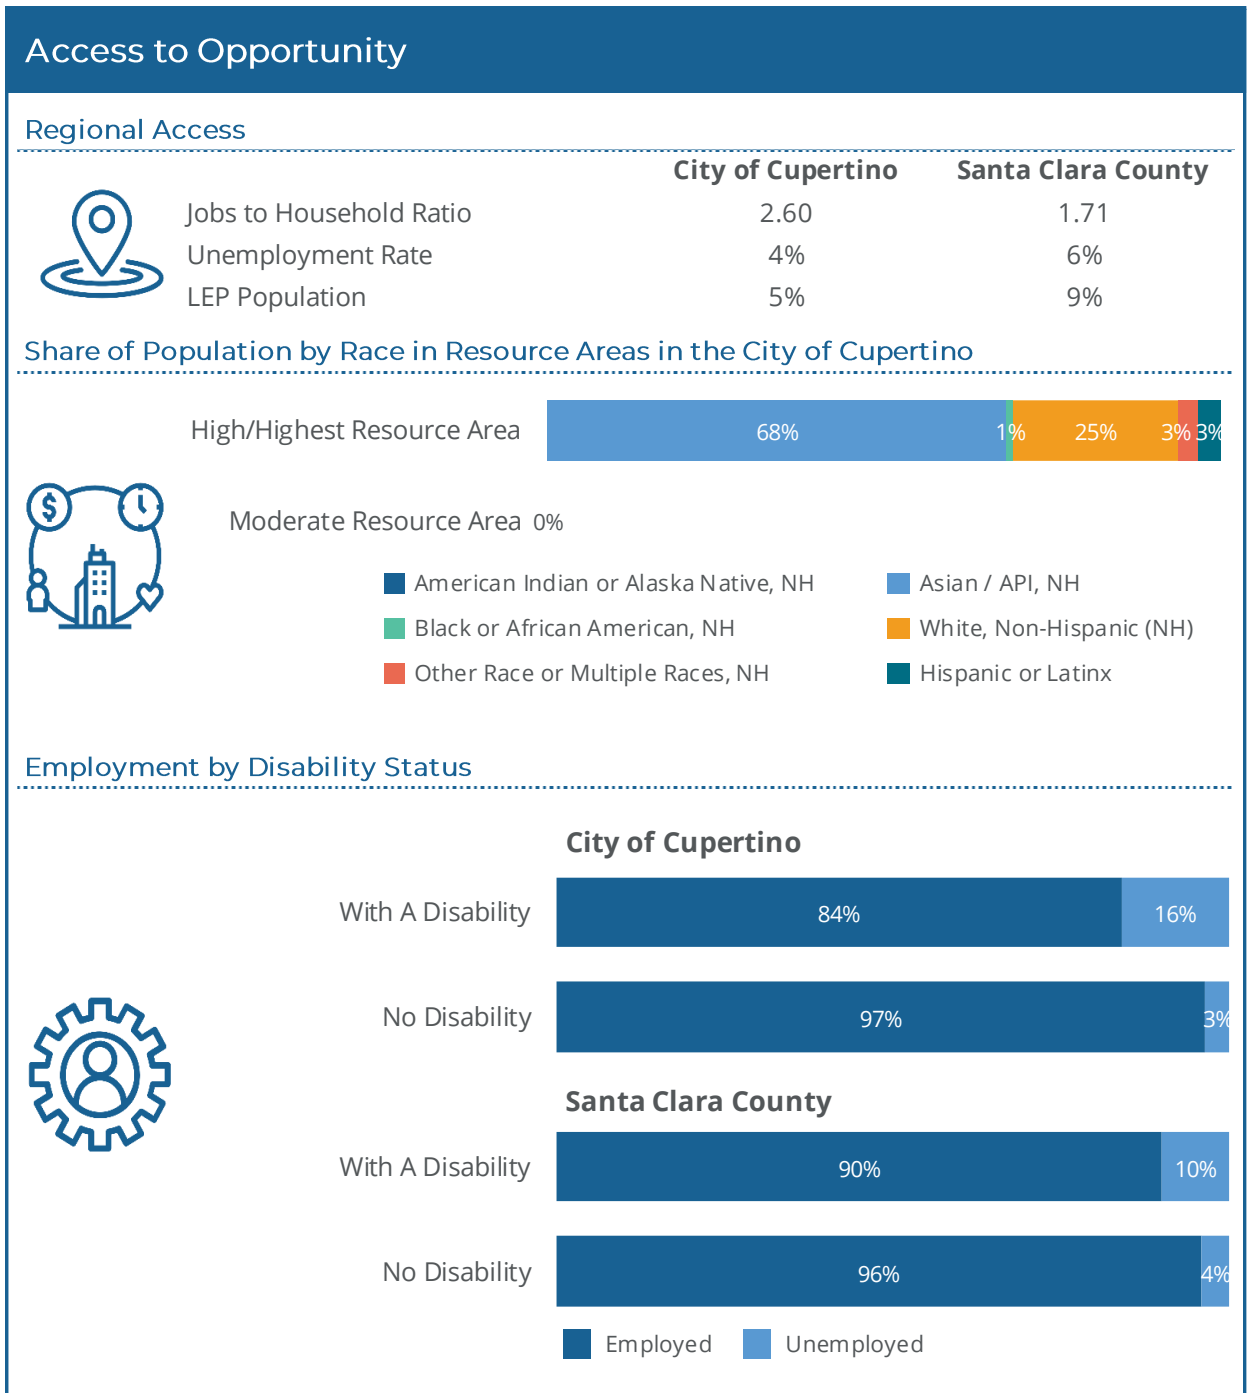 Access to Opportunity
Regional Access
City of Cupertino Santa Clara County
Jobs to Household Ratio 2.60 1.71
Unemployment Rate 4% 6%
LEP Population 5% 9%
Share of Population by Race in Resource Areas in the City of Cupertino
High/Highest Resource Area 68% 1% 25% 3% 3%
$
Moderate Resource Area 0%
American Indian or Alaska Native, NH Asian / API, NH
Black or African American, NH White, Non-Hispanic (NH)
Other Race or Multiple Races, NH Hispanic or Latinx
Employment by Disability Status
City of Cupertino
With A Disability 84% 16%
No Disability 97% 3%
Santa Clara County
With A Disability 90% 10%
No Disability 96% 4%
Employed Unemployed